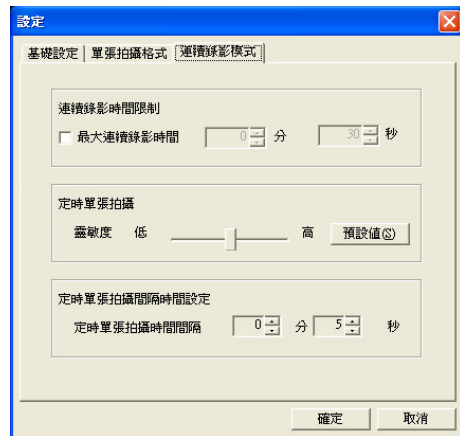 設定
基礎設定 單張拍攝格式 連續錄影模式
連續錄影時間限制
最大連續錄影時間 0 分 30 秒
定時單張拍攝
靈敏度 低 高 預設值(S)
定時單張拍攝間隔時間設定
定時單張拍攝時間間隔 0 分 5 秒
確定 取消